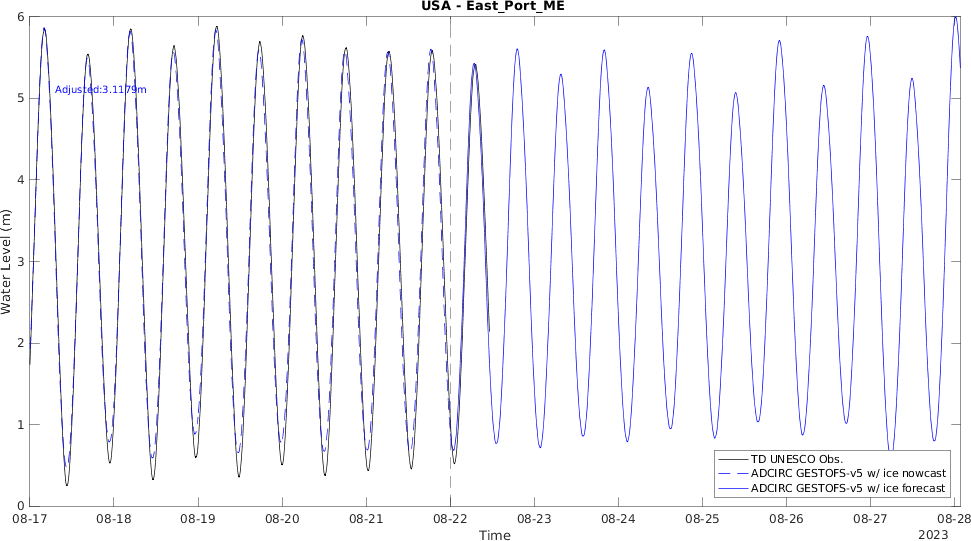 USA - East_Port_ME
Adjusted:3.1179m
Water Level (m)
6
5
4
3
2
1
0
TD UNESCO Obs.
ADCIRC GESTOFS-v5 w/ ice nowcast
ADCIRC GESTOFS-v5 w/ ice forecast
08-17 08-18 08-19 08-20 08-21 08-22 08-23 08-24 08-25 08-26 08-27 08-28
Time
2023